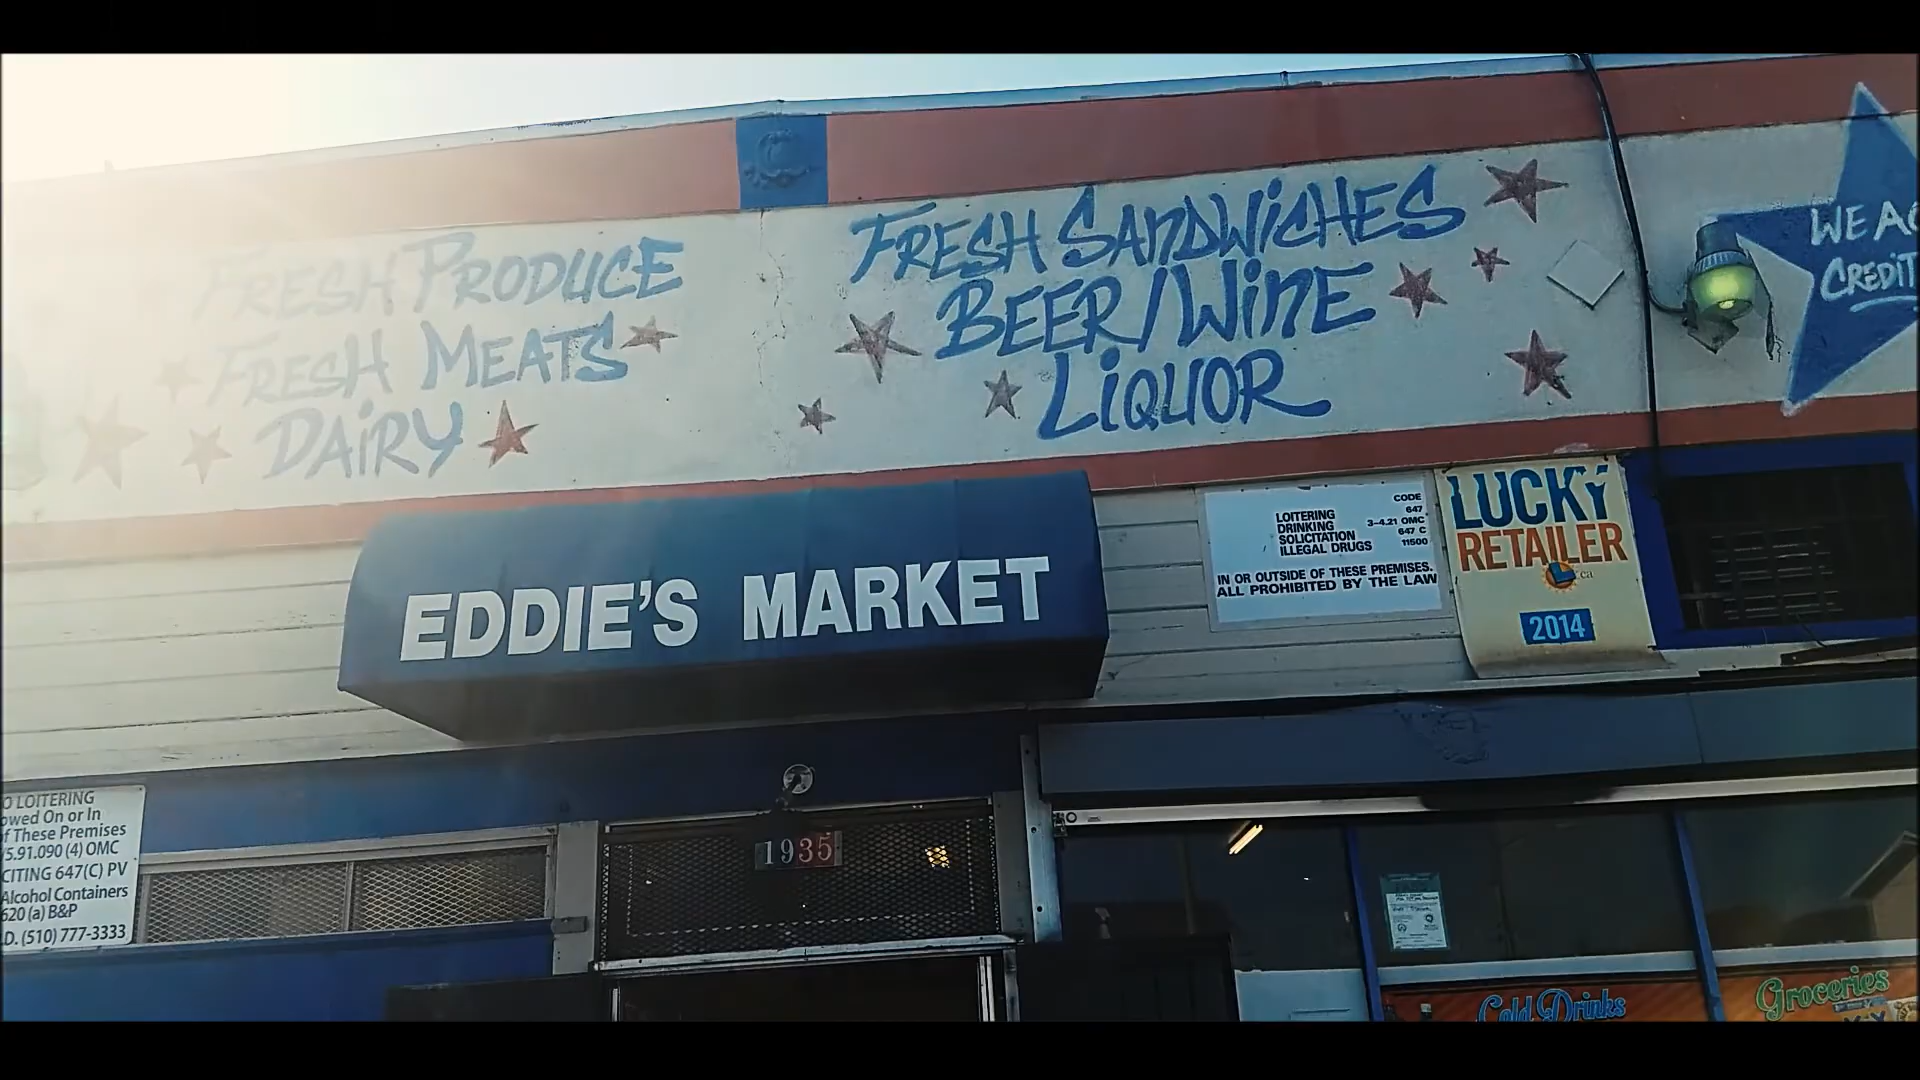 FRESH PRODUCE
FRESH MEATS
DAIRY
FRESH SANDWICHES
BEER/WINE
LIQUOR
WE AC
CREDIT
EDDIE'S MARKET
CODE
LOITERING 647
DRINKING 3-4.21 OMC
SOLICITATION 647 C
ILLEGAL DRUGS 11500
IN OR OUTSIDE OF THESE PREMISES.
ALL PROHIBITED BY THE LAW
LUCKY
RETAILER
ca
2014
O LOITERING
owed On or In
f These Premises
5.91.090 (4) OMC
CITING 647(C) PV
Alcohol Containers
620 (a) B&P
.D. (510) 777-3333
1935
Cold Drinks
Groceries